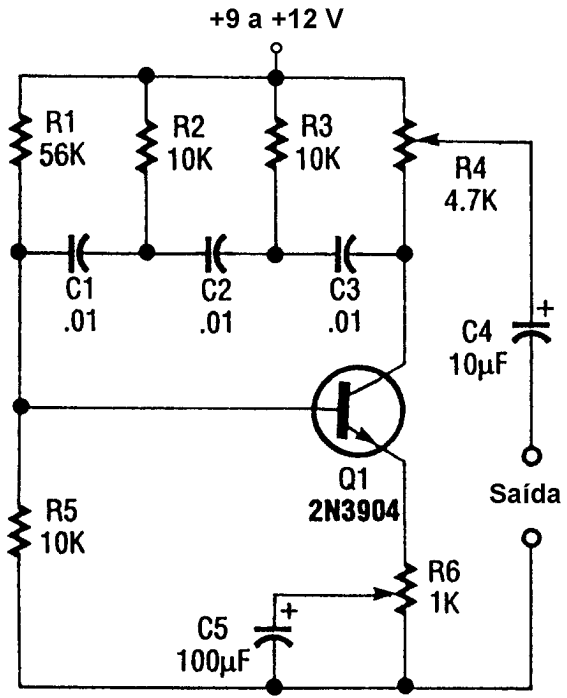 +9 a +12 V
R1
56K
R2
10K
R3
10K
R4
4.7K
C1
.01
C2
.01
C3
.01
+
C4
10µF
Q1
2N3904
Saída
R5
10K
R6
1K
+
C5
100µF